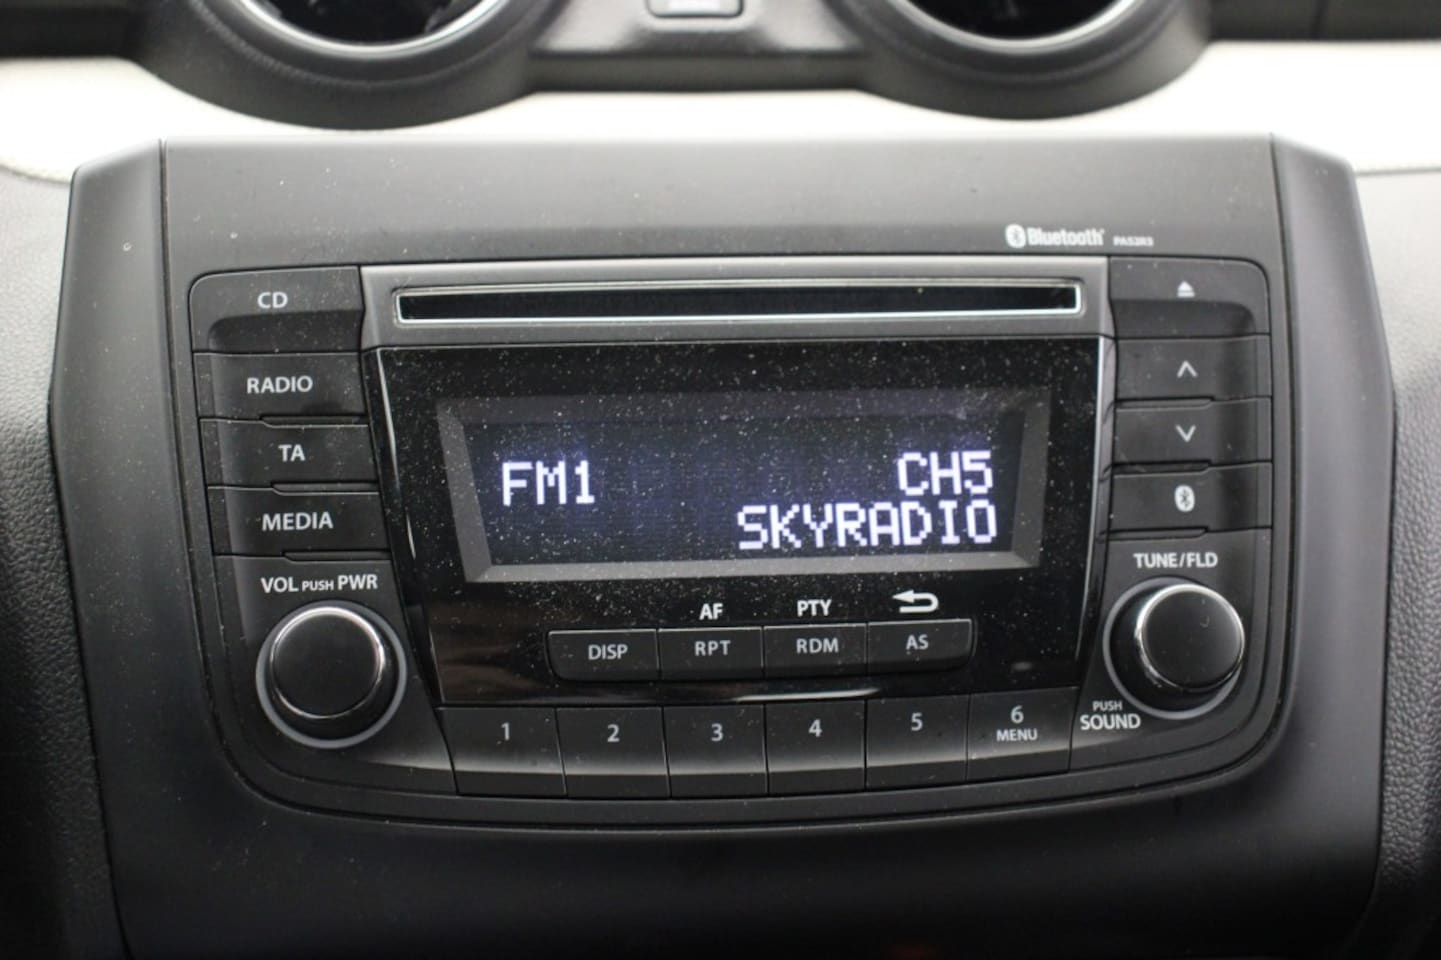 Bluetooth PAS2R3
CD
RADIO
TA
MEDIA
VOL PUSH PWR
FM1 CH5
SKYRADIO
AF PTY
DISP RPT RDM AS
1 2 3 4 5 6
MENU
TUNE/FLD
PUSH
SOUND